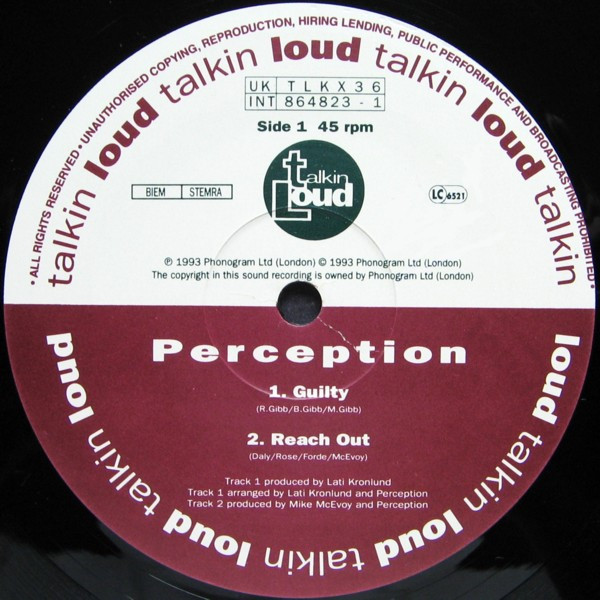 • ALL RIGHTS RESERVED • UNAUTHORISED COPYING, REPRODUCTION, HIRING LENDING, PUBLIC PERFORMANCE AND BROADCASTING PROHIBITED •
talkin loud talkin loud talkin loud talkin
UK TLKX36
INT 864823 - 1
Side 1 45 rpm
talkin
Loud
BIEM STEMRA
LC 6521
℗ 1993 Phonogram Ltd (London) © 1993 Phonogram Ltd (London)
The copyright in this sound recording is owned by Phonogram Ltd (London)
Perception
1. Guilty
(R.Gibb/B.Gibb/M.Gibb)
2. Reach Out
(Daly/Rose/Forde/McEvoy)
Track 1 produced by Lati Kronlund
Track 1 arranged by Lati Kronlund and Perception
Track 2 produced by Mike McEvoy and Perception
loud talkin loud talkin loud talkin loud